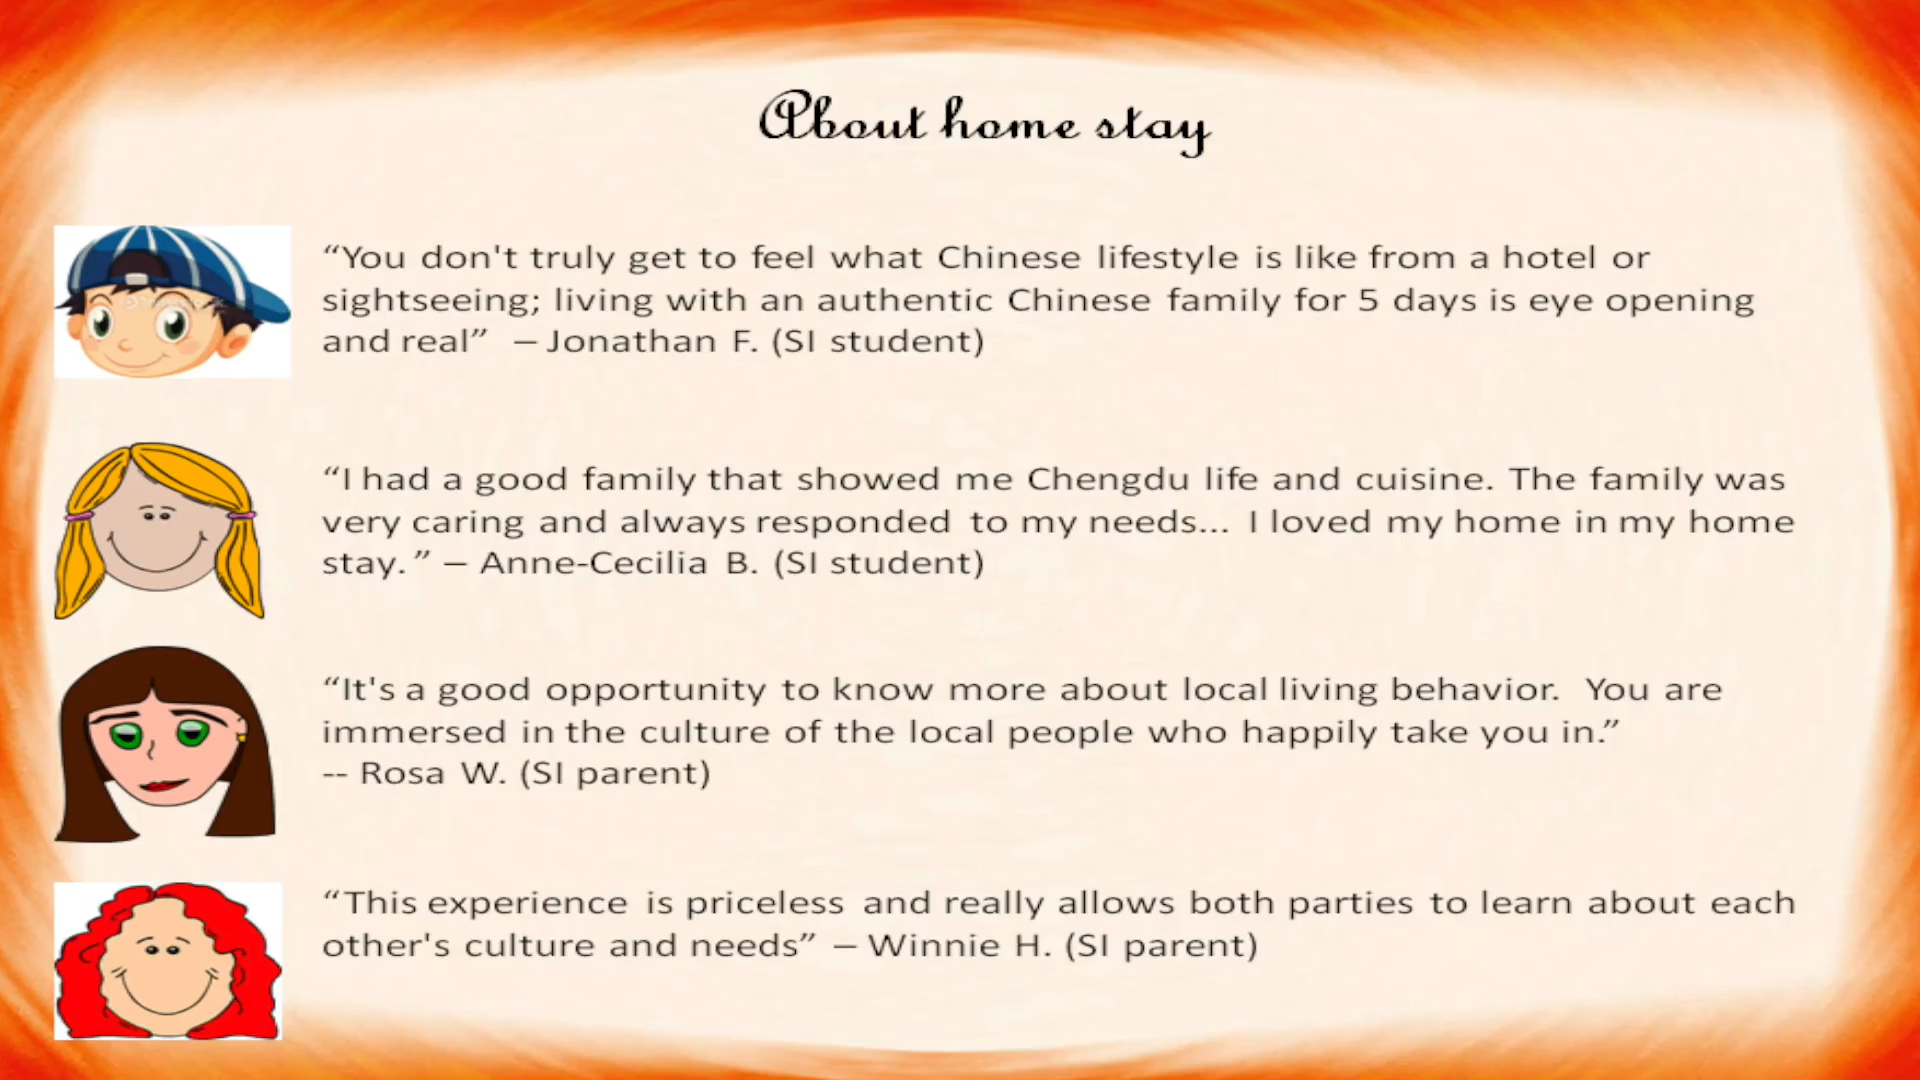 About home stay
“You don't truly get to feel what Chinese lifestyle is like from a hotel or
sightseeing; living with an authentic Chinese family for 5 days is eye opening
and real” – Jonathan F. (SI student)
“I had a good family that showed me Chengdu life and cuisine. The family was
very caring and always responded to my needs... I loved my home in my home
stay.” – Anne-Cecilia B. (SI student)
“It's a good opportunity to know more about local living behavior. You are
immersed in the culture of the local people who happily take you in.”
-- Rosa W. (SI parent)
“This experience is priceless and really allows both parties to learn about each
other's culture and needs” – Winnie H. (SI parent)